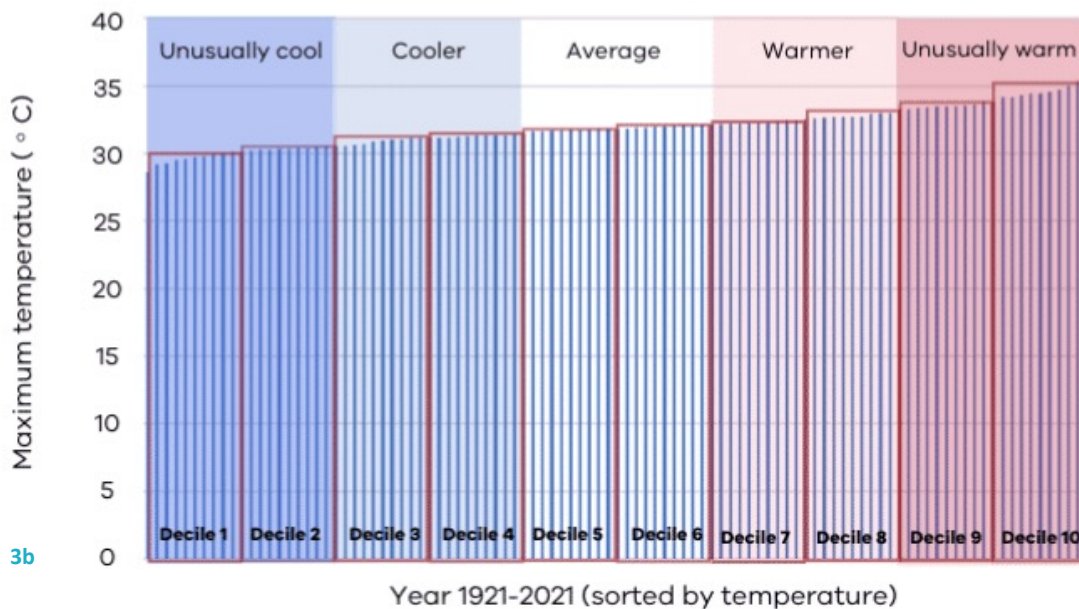 40
Unusually cool Cooler Average Warmer Unusually warm
35
30
25
20
15
10
5
Decile 1 Decile 2 Decile 3 Decile 4 Decile 5 Decile 6 Decile 7 Decile 8 Decile 9 Decile 10
0
3b
Maximum temperature (°C)
Year 1921-2021 (sorted by temperature)